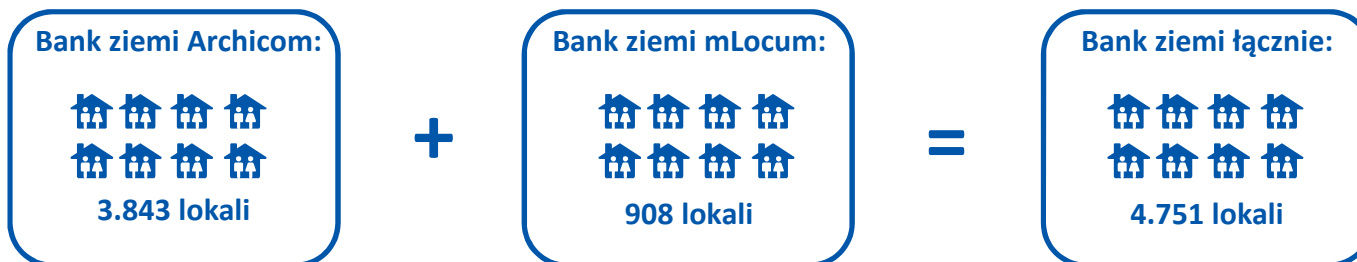 Bank ziemi Archicom:
3.843 lokali
+
Bank ziemi mLocum:
908 lokali
=
Bank ziemi łącznie:
4.751 lokali